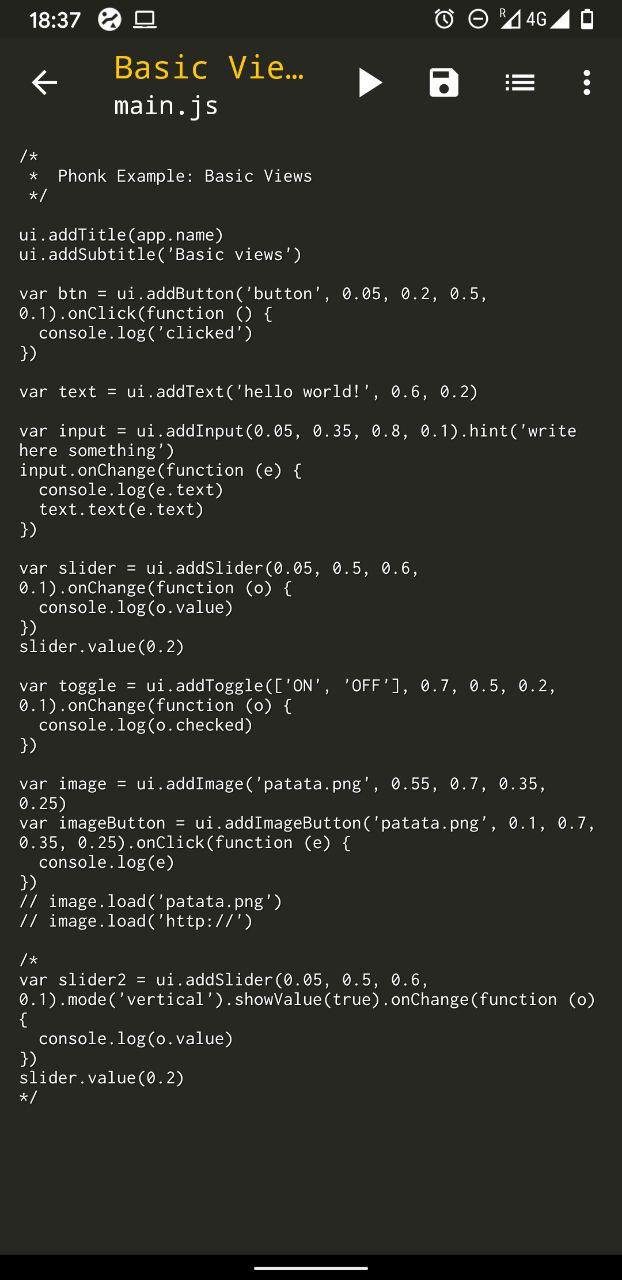 18:37
R 4G
Basic Vie…
main.js
/*
 *  Phonk Example: Basic Views
 */
ui.addTitle(app.name)
ui.addSubtitle('Basic views')
var btn = ui.addButton('button', 0.05, 0.2, 0.5,
0.1).onClick(function () {
  console.log('clicked')
})
var text = ui.addText('hello world!', 0.6, 0.2)
var input = ui.addInput(0.05, 0.35, 0.8, 0.1).hint('write
here something')
input.onChange(function (e) {
  console.log(e.text)
  text.text(e.text)
})
var slider = ui.addSlider(0.05, 0.5, 0.6,
0.1).onChange(function (o) {
  console.log(o.value)
})
slider.value(0.2)
var toggle = ui.addToggle(['ON', 'OFF'], 0.7, 0.5, 0.2,
0.1).onChange(function (o) {
  console.log(o.checked)
})
var image = ui.addImage('patata.png', 0.55, 0.7, 0.35,
0.25)
var imageButton = ui.addImageButton('patata.png', 0.1, 0.7,
0.35, 0.25).onClick(function (e) {
  console.log(e)
})
// image.load('patata.png')
// image.load('http://')
/*
var slider2 = ui.addSlider(0.05, 0.5, 0.6,
0.1).mode('vertical').showValue(true).onChange(function (o)
{
  console.log(o.value)
})
slider.value(0.2)
*/